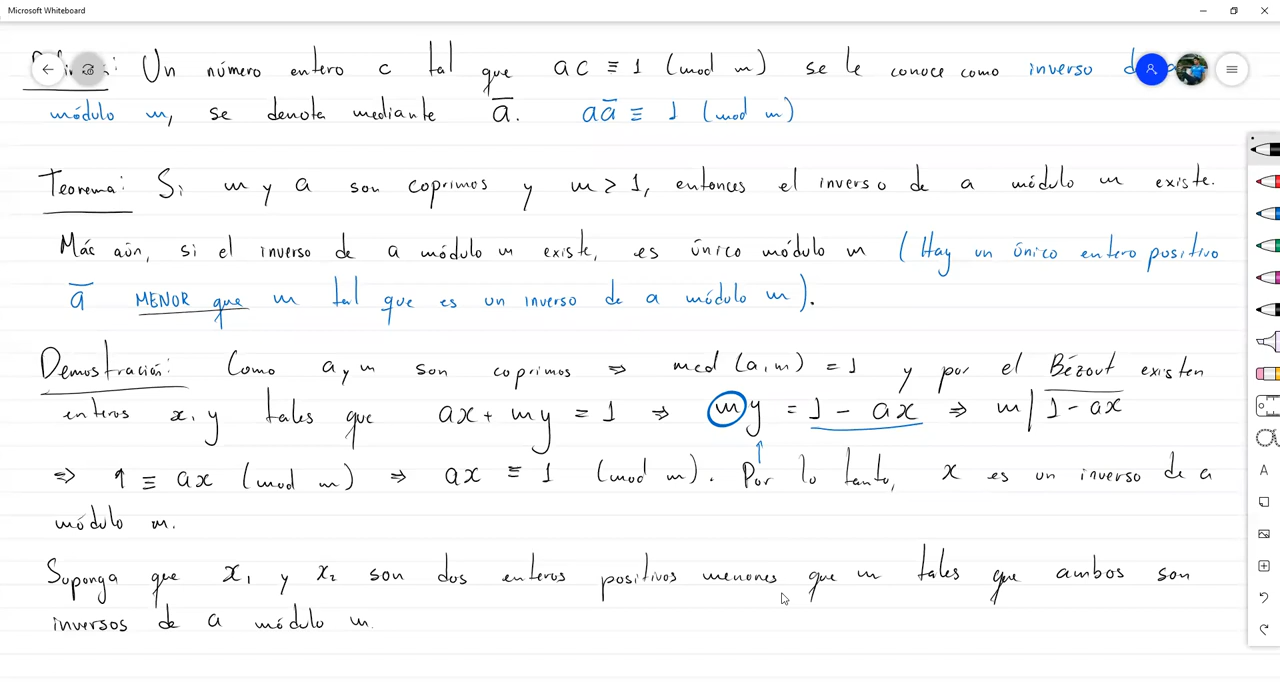 Microsoft Whiteboard
Un número entero c tal que ac ≡ 1 (mod m) se le conoce como inverso de a
módulo m, se denota mediante a̅. aa̅ ≡ 1 (mod m)
Teorema: Si m y a son coprimos y m > 1, entonces el inverso de a módulo m existe.
Más aún, si el inverso de a módulo m existe, es único módulo m (Hay un único entero positivo
a̅ MENOR que m tal que es un inverso de a módulo m).
Demostración: Como a y m son coprimos ⇒ mcd (a, m) = 1 y por el Bézout existen
enteros x, y tales que ax + my = 1 ⇒ my = 1 - ax ⇒ m | 1 - ax
⇒ 1 ≡ ax (mod m) ⇒ ax ≡ 1 (mod m). Por lo tanto, x es un inverso de a
módulo m.
Suponga que x₁ y x₂ son dos enteros positivos menores que m tales que ambos son
inversos de a módulo m.
A